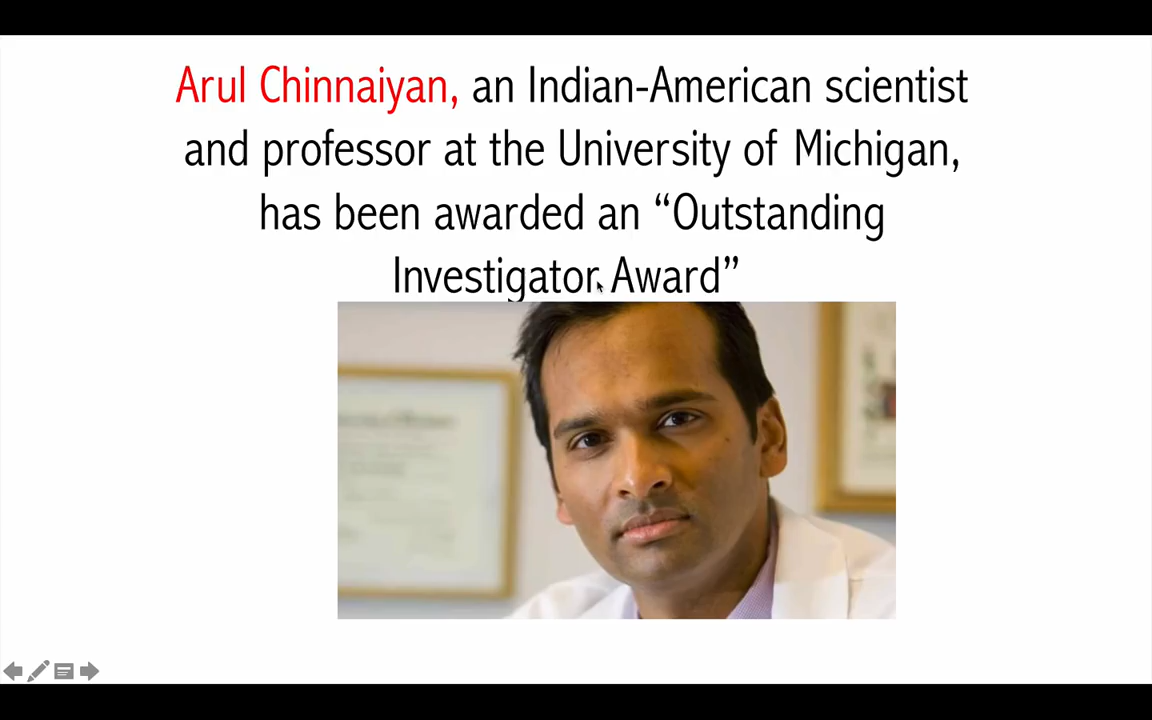 Arul Chinnaiyan, an Indian-American scientist
and professor at the University of Michigan,
has been awarded an “Outstanding
Investigator Award”